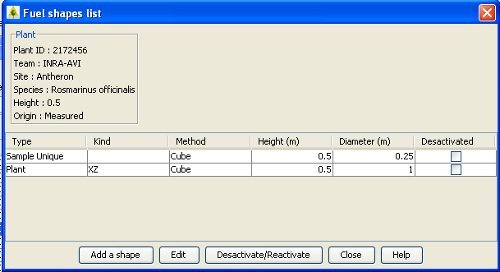 Fuel shapes list
Plant
Plant ID : 2172456
Team : INRA-AVI
Site : Antheron
Species : Rosmarinus officinalis
Height : 0.5
Origin : Measured
Type Kind Method Height (m) Diameter (m) Desactivated
Sample Unique Cube 0.5 0.25
Plant XZ Cube 0.5 1
Add a shape Edit Desactivate/Reactivate Close Help